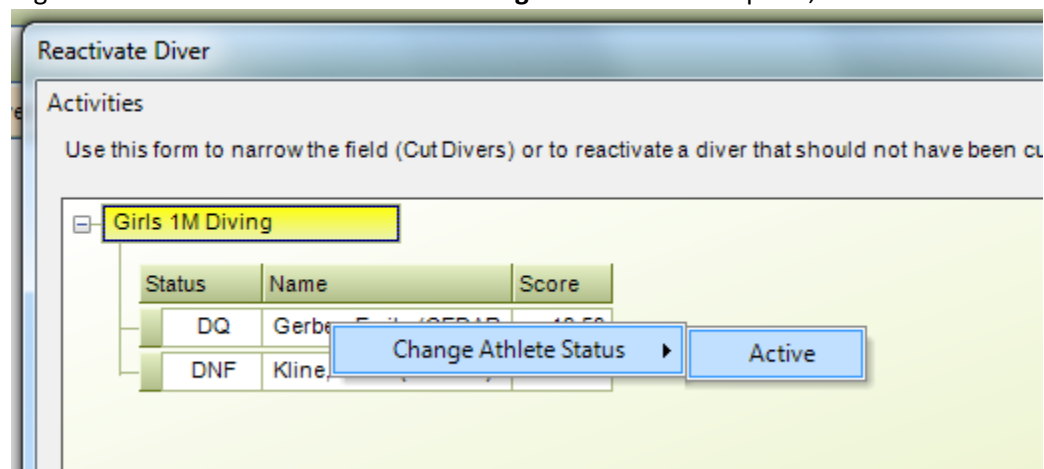 Reactivate Diver
Activities
Use this form to narrow the field (Cut Divers) or to reactivate a diver that should not have been cu
Girls 1M Diving
Status Name Score
DQ Gerbe
Change Athlete Status Active
DNF Kline,